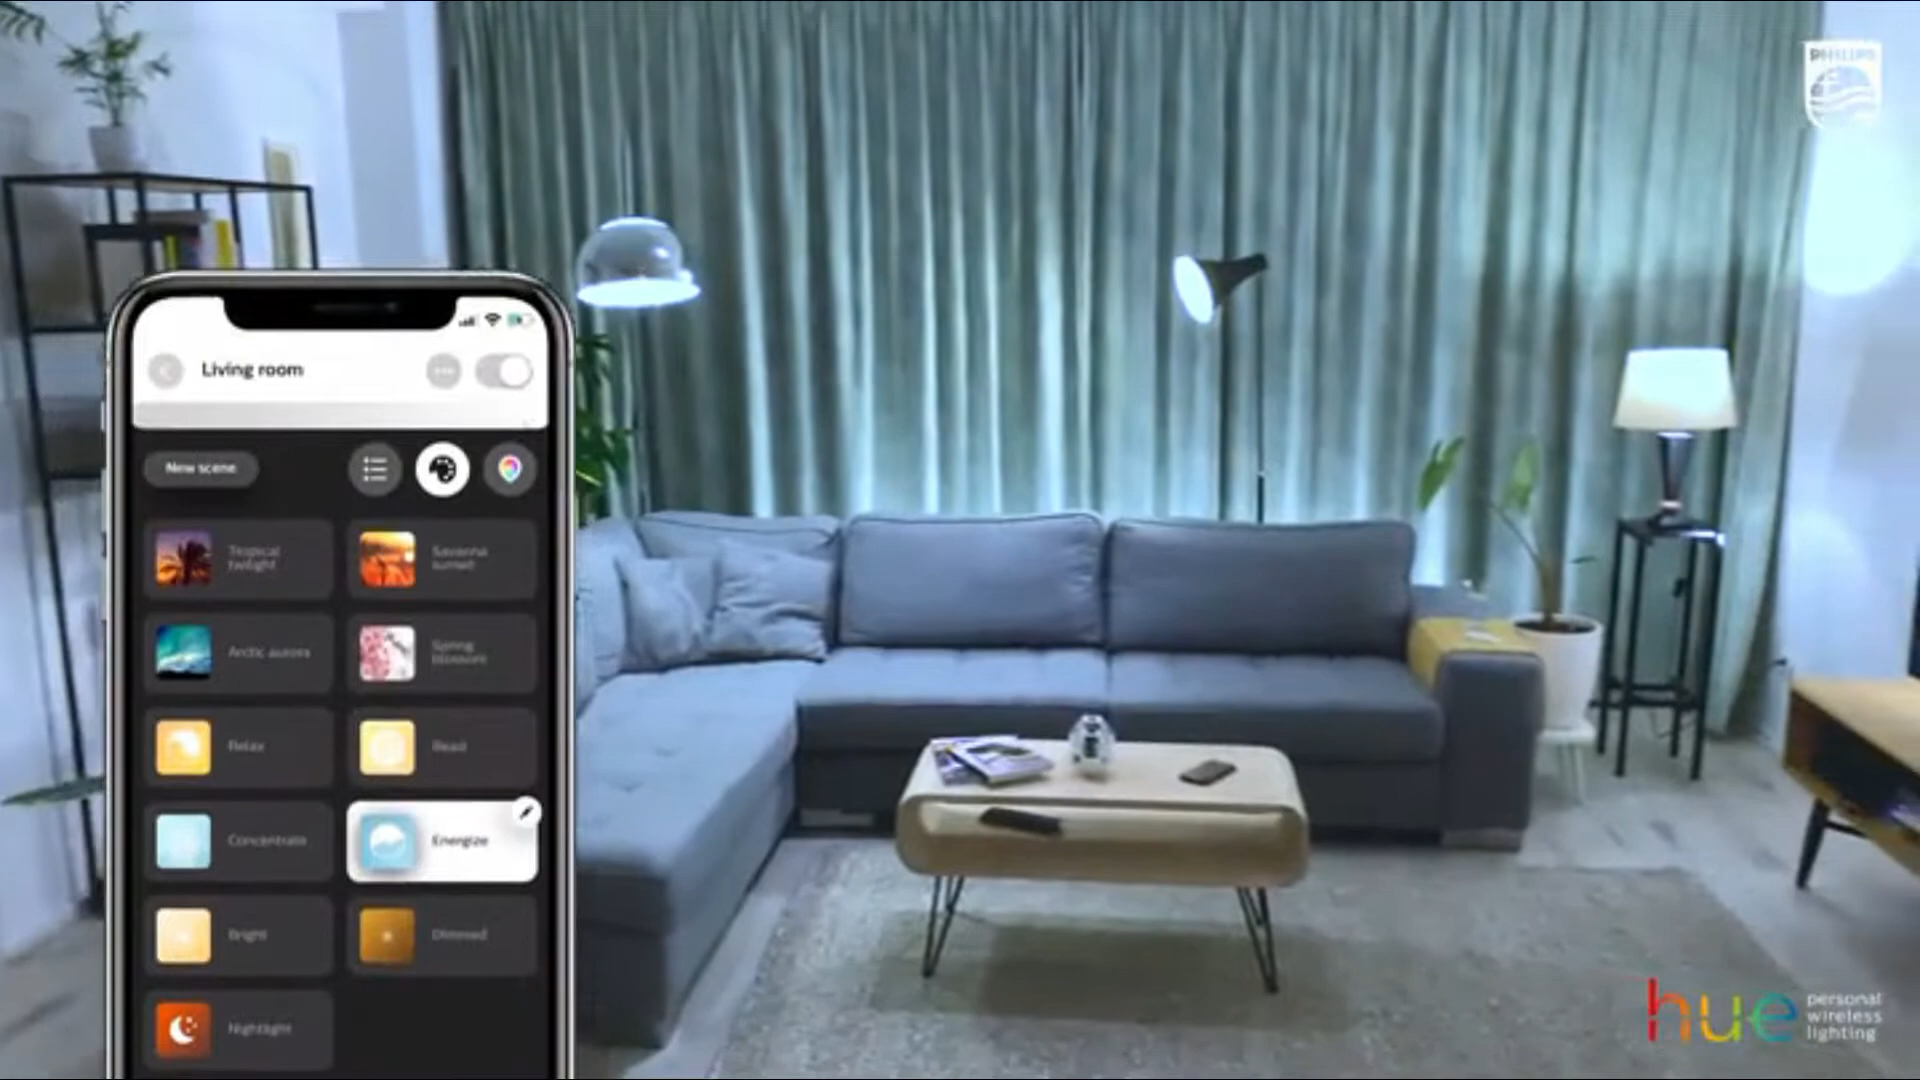 PHILIPS
Living room
New scene
Tropical
twilight
Savanna
sunset
Arctic aurora
Spring
blossom
Relax
Read
Concentrate
Energize
Bright
Dimmed
Nightlight
hue
personal
wireless
lighting